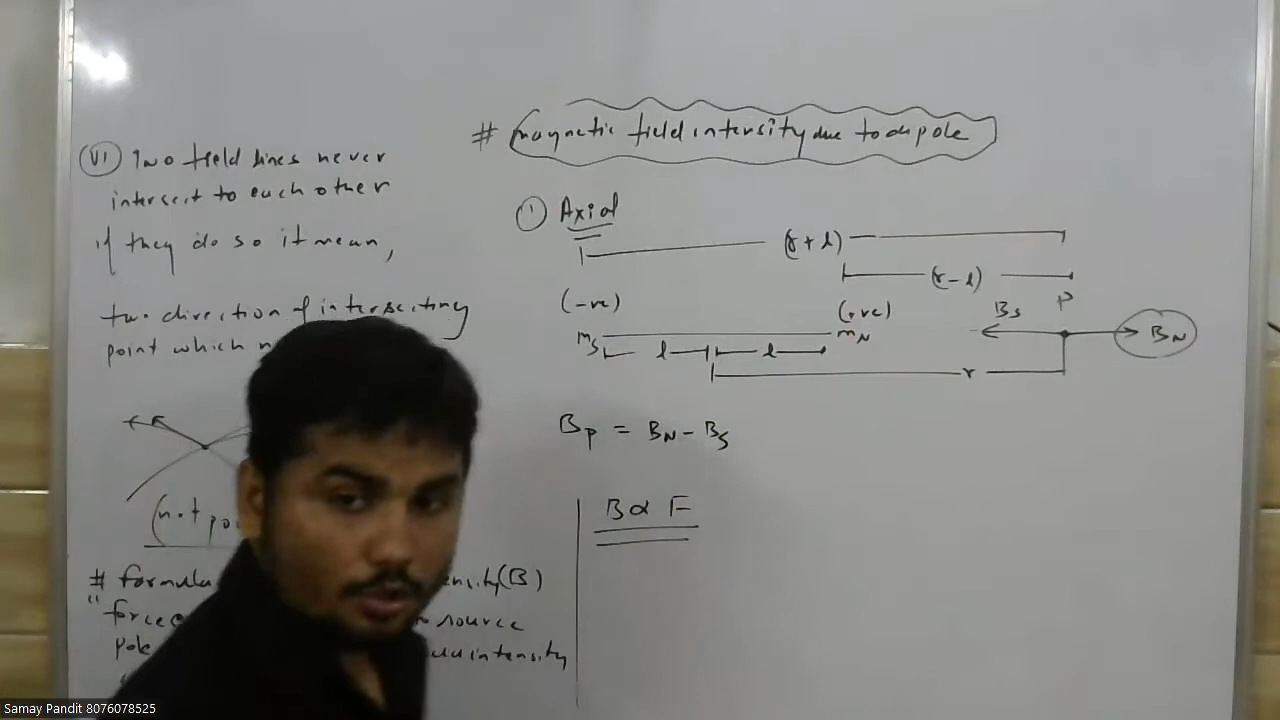 (VI) Two field lines never
intersect to each other
if they do so it mean,
two direction of intersecting
point which
(not
# formula
ensity (B)
"force
source
pole
intensity
# magnetic field intensity due to dipole
(1) Axial
(r + l)
(r - l)
P
(-ve)
(+ve)
Bs
BN
ms
mN
l
l
r
Bp = BN - Bs
B α F
Samay Pandit 8076078525